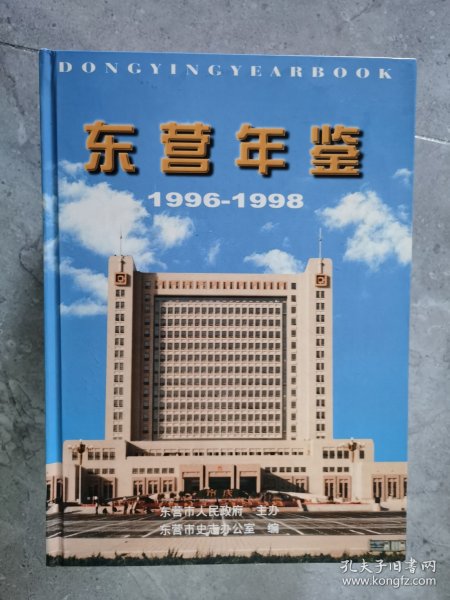 DONGYINGYEARBOOK
东营年鉴
1996-1998
东营市人民政府 主办
东营市史志办公室 编
孔夫子旧书网
www.kongfz.com